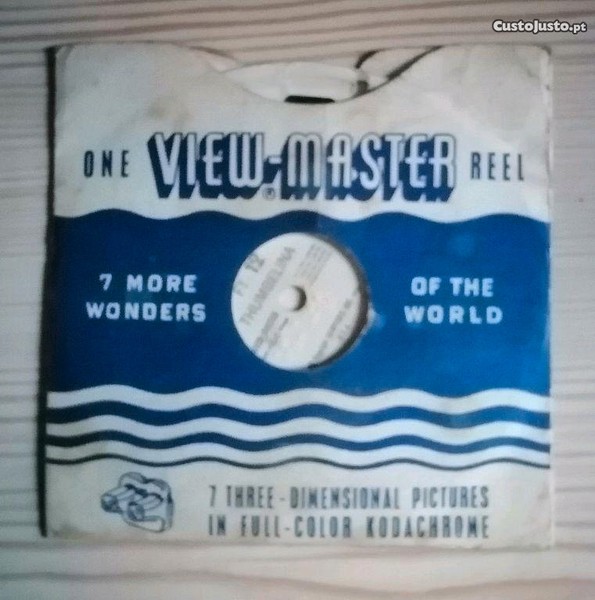 CustoJusto.pt
ONE VIEW-MASTER® REEL
7 MORE
WONDERS
OF THE
WORLD
FT 12
THUMBELINA
7 THREE-DIMENSIONAL PICTURES
IN FULL-COLOR KODACHROME